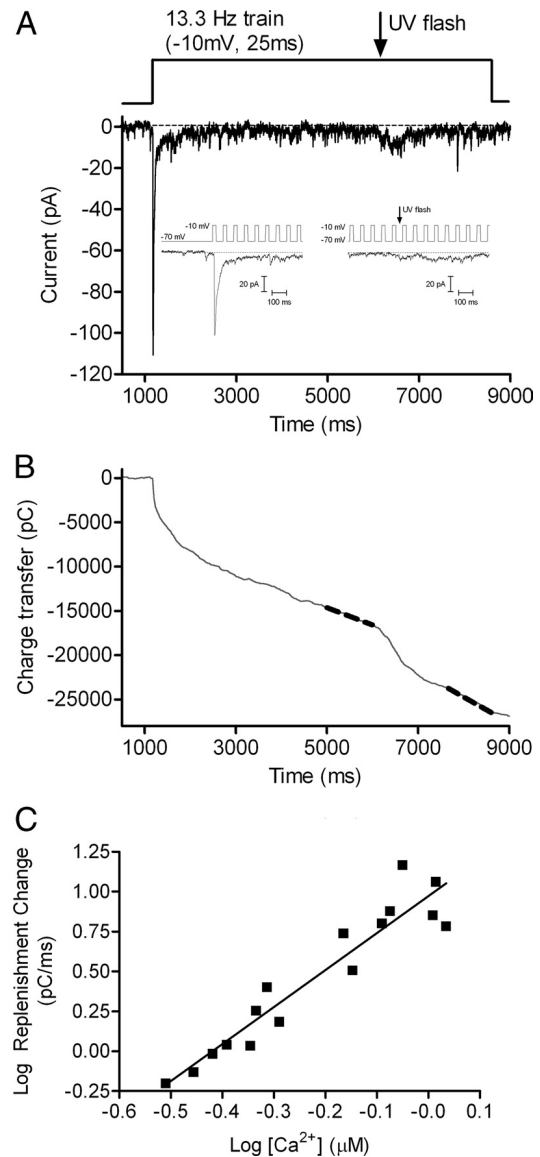 A
13.3 Hz train
(-10mV, 25ms)
UV flash
0
-20
-40
-60
-80
-100
-120
Current (pA)
-10 mV
-70 mV
20 pA
100 ms
UV flash
-10 mV
-70 mV
20 pA
100 ms
1000 3000 5000 7000 9000
Time (ms)
B
0
-5000
-10000
-15000
-20000
-25000
Charge transfer (pC)
1000 3000 5000 7000 9000
Time (ms)
C
1.25
1.00
0.75
0.50
0.25
0.00
-0.25
Log Replenishment Change
(pC/ms)
-0.6 -0.5 -0.4 -0.3 -0.2 -0.1 -0.0 0.1
Log [Ca²⁺] (μM)